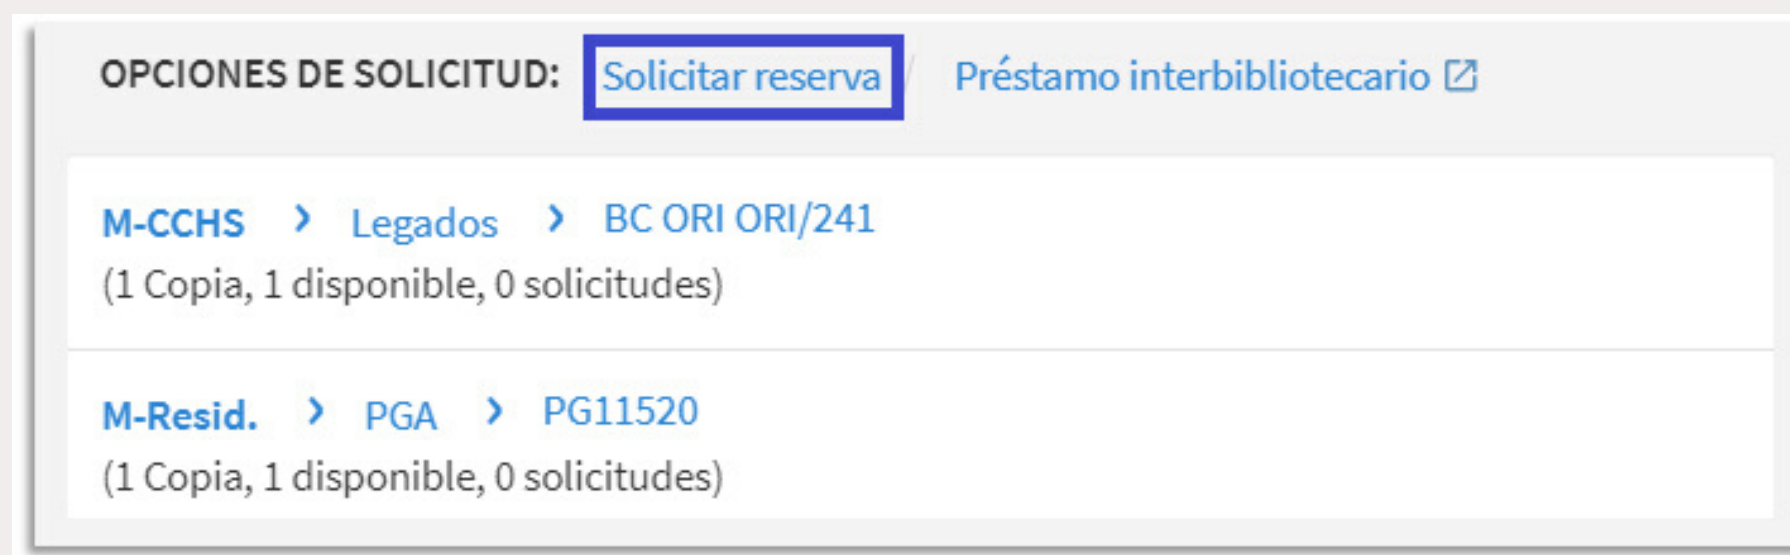 OPCIONES DE SOLICITUD: Solicitar reserva / Préstamo interbibliotecario
M-CCHS > Legados > BC ORI ORI/241
(1 Copia, 1 disponible, 0 solicitudes)
M-Resid. > PGA > PG11520
(1 Copia, 1 disponible, 0 solicitudes)